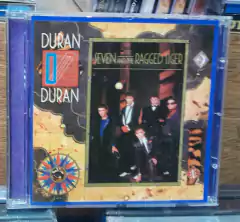 DURAN
DURAN
SEVEN AND THE RAGGED TIGER